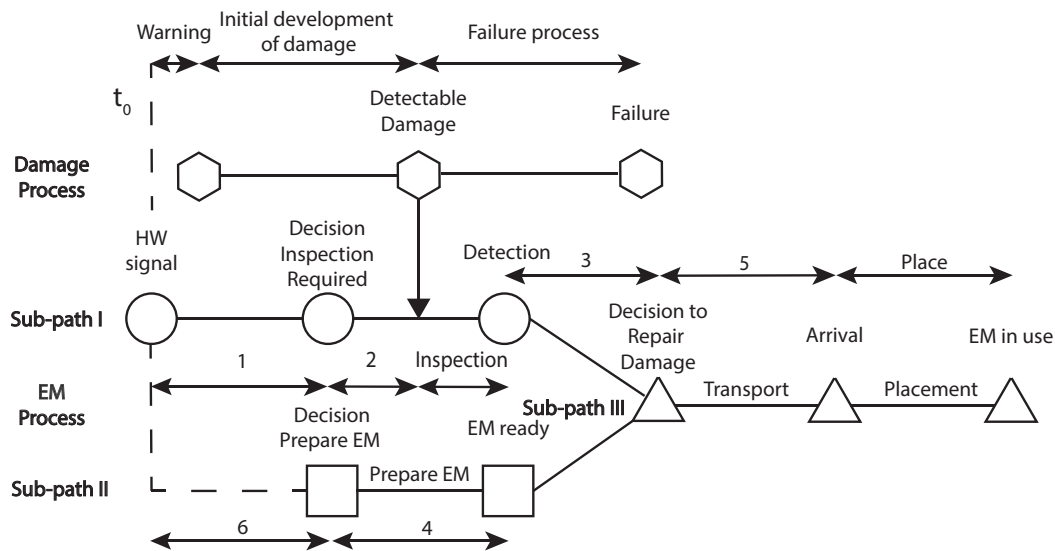 Warning
Initial development
of damage
Failure process
t0
Detectable
Damage
Failure
Damage
Process
HW
signal
Decision
Inspection
Required
Detection
3
5
Place
Sub-path I
Decision to
Repair
Damage
Arrival
EM in use
1
2
Inspection
EM
Process
Decision
Prepare EM
EM ready
Sub-path III
Transport
Placement
Sub-path II
Prepare EM
6
4